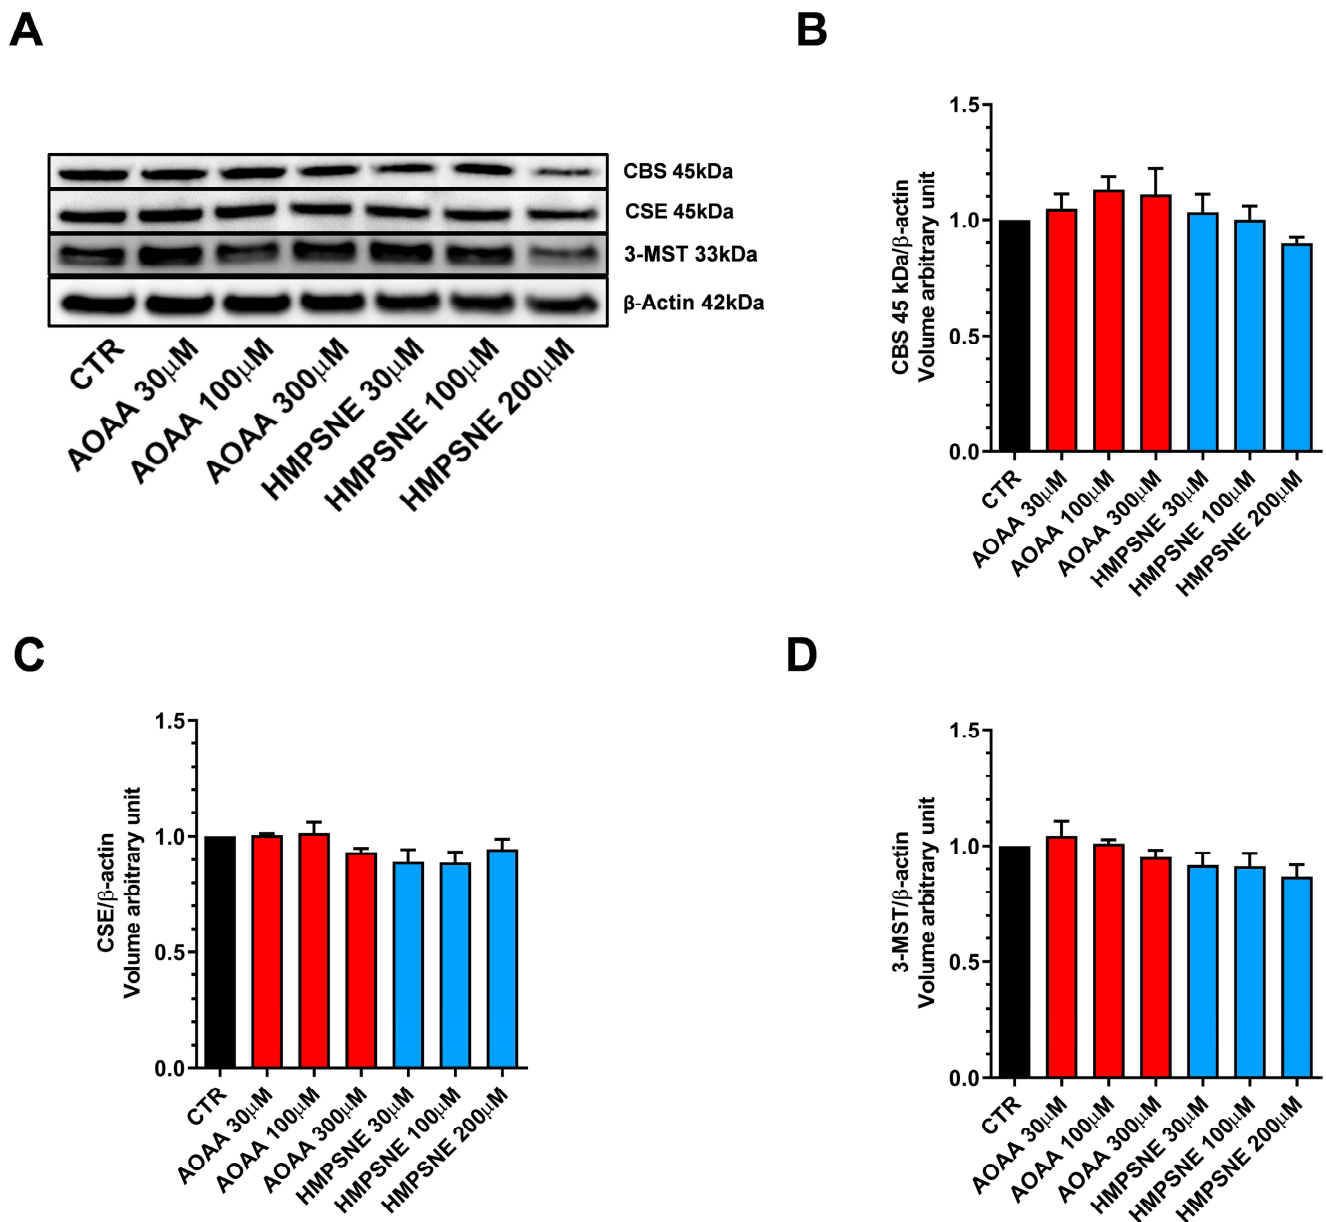 A
CBS 45kDa
CSE 45kDa
3-MST 33kDa
β-Actin 42kDa
CTR
AOAA 30μM
AOAA 100μM
AOAA 300μM
HMPSNE 30μM
HMPSNE 100μM
HMPSNE 200μM
B
CBS 45 kDa/β-actin
Volume arbitrary unit
1.5
1.0
0.5
0.0
CTR
AOAA 30μM
AOAA 100μM
AOAA 300μM
HMPSNE 30μM
HMPSNE 100μM
HMPSNE 200μM
C
CSE/β-actin
Volume arbitrary unit
1.5
1.0
0.5
0.0
CTR
AOAA 30μM
AOAA 100μM
AOAA 300μM
HMPSNE 30μM
HMPSNE 100μM
HMPSNE 200μM
D
3-MST/β-actin
Volume arbitrary unit
1.5
1.0
0.5
0.0
CTR
AOAA 30μM
AOAA 100μM
AOAA 300μM
HMPSNE 30μM
HMPSNE 100μM
HMPSNE 200μM